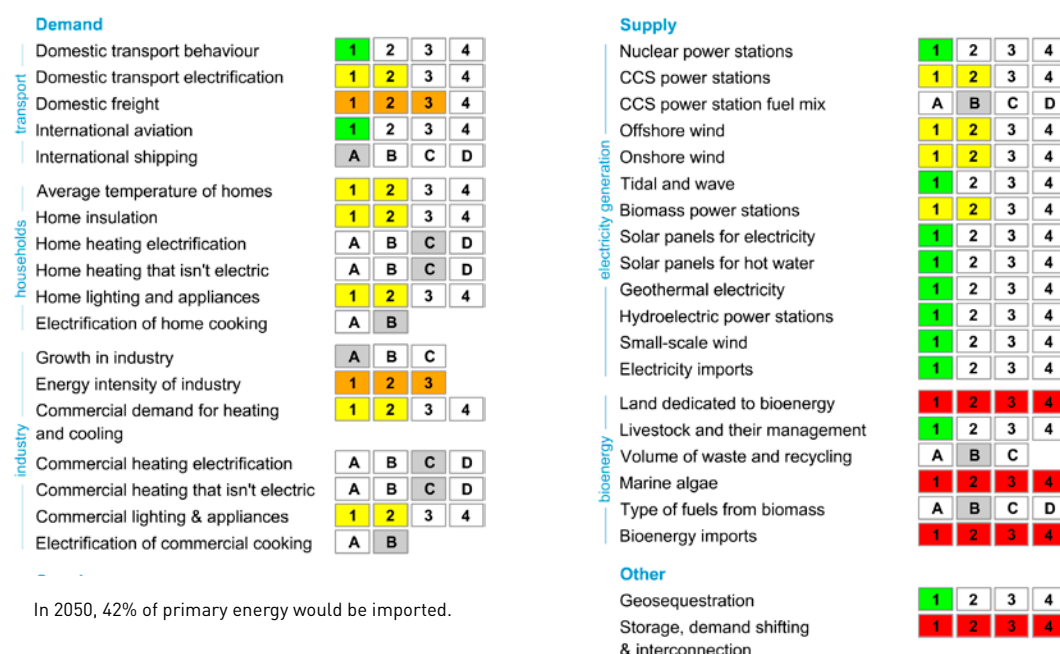 Demand
transport
Domestic transport behaviour 1 2 3 4
Domestic transport electrification 1 2 3 4
Domestic freight 1 2 3 4
International aviation 1 2 3 4
International shipping A B C D
households
Average temperature of homes 1 2 3 4
Home insulation 1 2 3 4
Home heating electrification A B C D
Home heating that isn't electric A B C D
Home lighting and appliances 1 2 3 4
Electrification of home cooking A B
industry
Growth in industry A B C
Energy intensity of industry 1 2 3
Commercial demand for heating 1 2 3 4
and cooling
Commercial heating electrification A B C D
Commercial heating that isn't electric A B C D
Commercial lighting & appliances 1 2 3 4
Electrification of commercial cooking A B
In 2050, 42% of primary energy would be imported.
Supply
electricity generation
Nuclear power stations 1 2 3 4
CCS power stations 1 2 3 4
CCS power station fuel mix A B C D
Offshore wind 1 2 3 4
Onshore wind 1 2 3 4
Tidal and wave 1 2 3 4
Biomass power stations 1 2 3 4
Solar panels for electricity 1 2 3 4
Solar panels for hot water 1 2 3 4
Geothermal electricity 1 2 3 4
Hydroelectric power stations 1 2 3 4
Small-scale wind 1 2 3 4
Electricity imports 1 2 3 4
bioenergy
Land dedicated to bioenergy 1 2 3 4
Livestock and their management 1 2 3 4
Volume of waste and recycling A B C
Marine algae 1 2 3 4
Type of fuels from biomass A B C D
Bioenergy imports 1 2 3 4
Other
Geosequestration 1 2 3 4
Storage, demand shifting 1 2 3 4
& interconnection